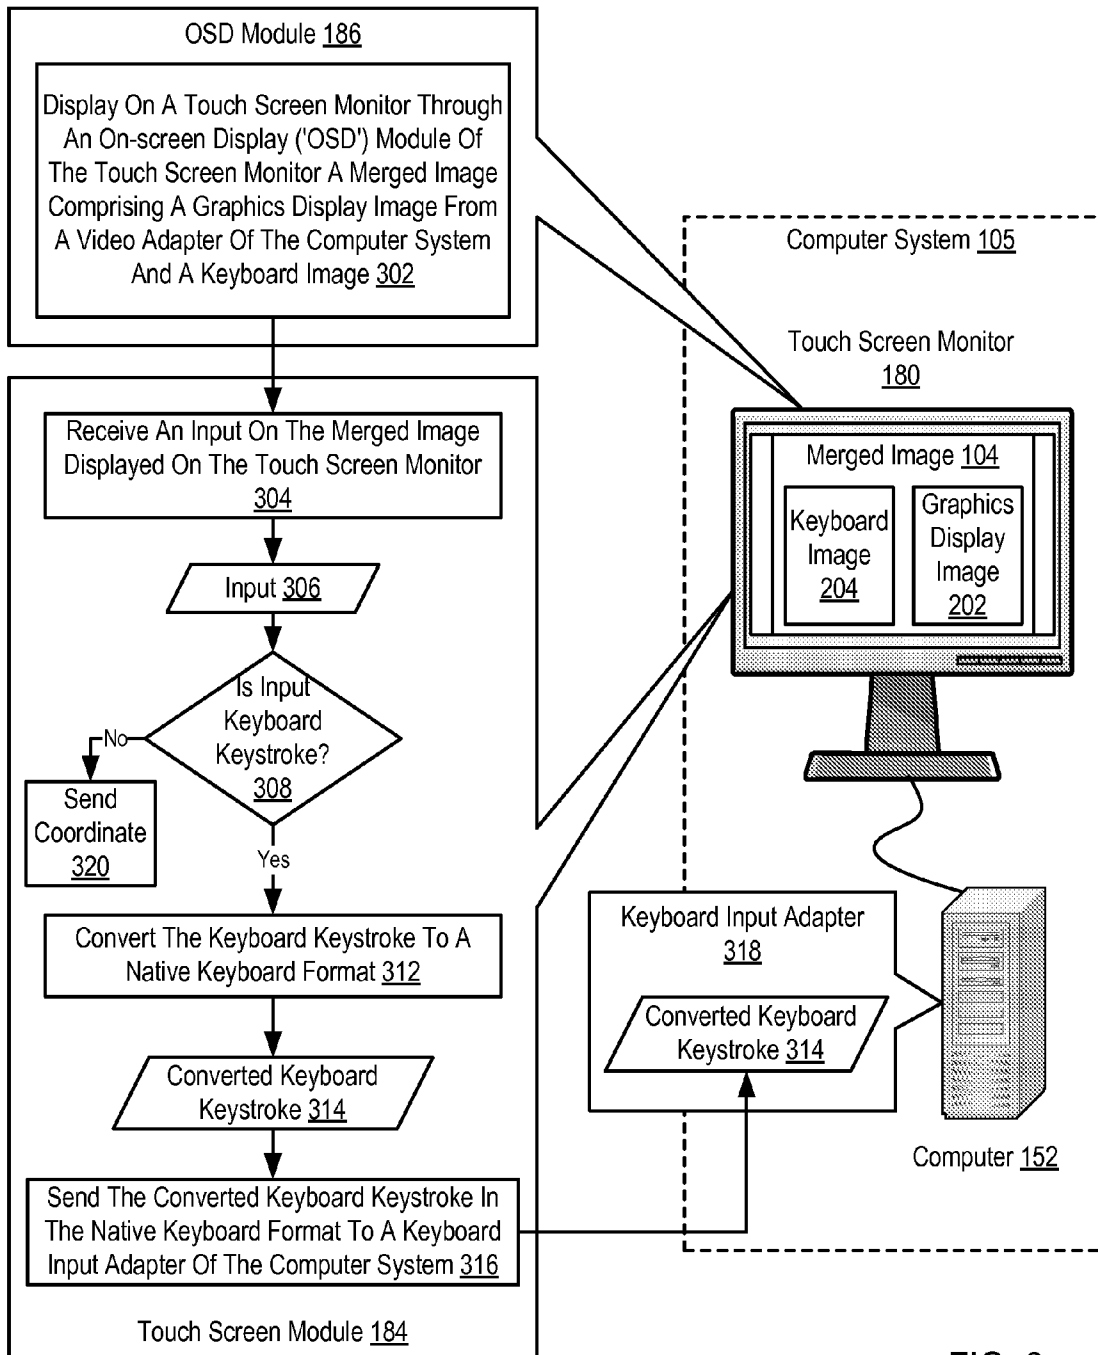 OSD Module 186
Display On A Touch Screen Monitor Through
An On-screen Display ('OSD') Module Of
The Touch Screen Monitor A Merged Image
Comprising A Graphics Display Image From
A Video Adapter Of The Computer System
And A Keyboard Image 302
Receive An Input On The Merged Image
Displayed On The Touch Screen Monitor
304
Input 306
Is Input
Keyboard
Keystroke?
308
No
Send
Coordinate
320
Yes
Convert The Keyboard Keystroke To A
Native Keyboard Format 312
Converted Keyboard
Keystroke 314
Send The Converted Keyboard Keystroke In
The Native Keyboard Format To A Keyboard
Input Adapter Of The Computer System 316
Touch Screen Module 184
Computer System 105
Touch Screen Monitor
180
Merged Image 104
Keyboard
Image
204
Graphics
Display
Image
202
Keyboard Input Adapter
318
Converted Keyboard
Keystroke 314
Computer 152